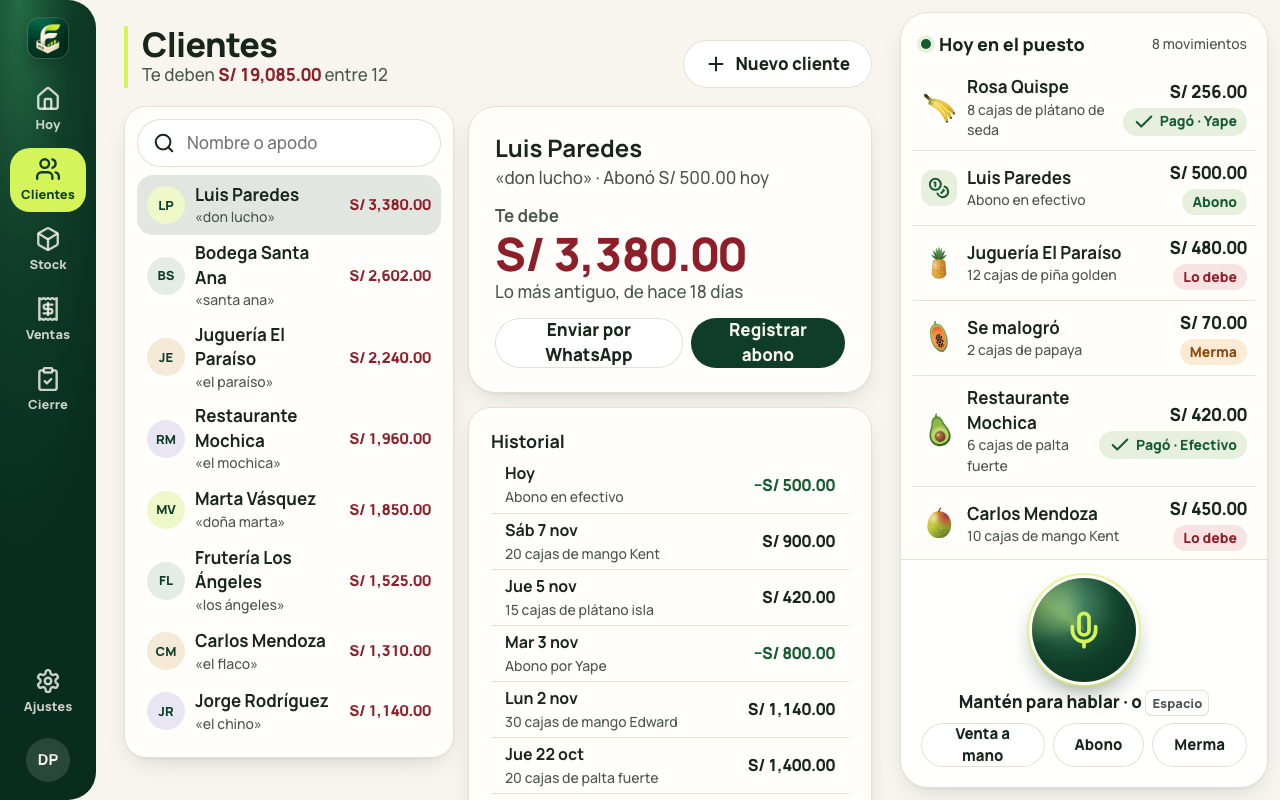 Hoy
Clientes
Stock
Ventas
Cierre
Ajustes
DP
Clientes
Te deben S/ 19,085.00 entre 12
Nuevo cliente
Nombre o apodo
LP
Luis Paredes
«don lucho»
S/ 3,380.00
BS
Bodega Santa
Ana
«santa ana»
S/ 2,602.00
JE
Juguería El
Paraíso
«el paraíso»
S/ 2,240.00
RM
Restaurante
Mochica
«el mochica»
S/ 1,960.00
MV
Marta Vásquez
«doña marta»
S/ 1,850.00
FL
Frutería Los
Ángeles
«los ángeles»
S/ 1,525.00
CM
Carlos Mendoza
«el flaco»
S/ 1,310.00
JR
Jorge Rodríguez
«el chino»
S/ 1,140.00
Luis Paredes
«don lucho» · Abonó S/ 500.00 hoy
Te debe
S/ 3,380.00
Lo más antiguo, de hace 18 días
Enviar por
WhatsApp
Registrar
abono
Historial
Hoy
Abono en efectivo
−S/ 500.00
Sáb 7 nov
20 cajas de mango Kent
S/ 900.00
Jue 5 nov
15 cajas de plátano isla
S/ 420.00
Mar 3 nov
Abono por Yape
−S/ 800.00
Lun 2 nov
30 cajas de mango Edward
S/ 1,140.00
Jue 22 oct
20 cajas de palta fuerte
S/ 1,400.00
Hoy en el puesto
8 movimientos
Rosa Quispe
8 cajas de plátano de
seda
S/ 256.00
Pagó · Yape
Luis Paredes
Abono en efectivo
S/ 500.00
Abono
Juguería El Paraíso
12 cajas de piña golden
S/ 480.00
Lo debe
Se malogró
2 cajas de papaya
S/ 70.00
Merma
Restaurante
Mochica
6 cajas de palta
fuerte
S/ 420.00
Pagó · Efectivo
Carlos Mendoza
10 cajas de mango Kent
S/ 450.00
Lo debe
Mantén para hablar · o Espacio
Venta a
mano
Abono
Merma